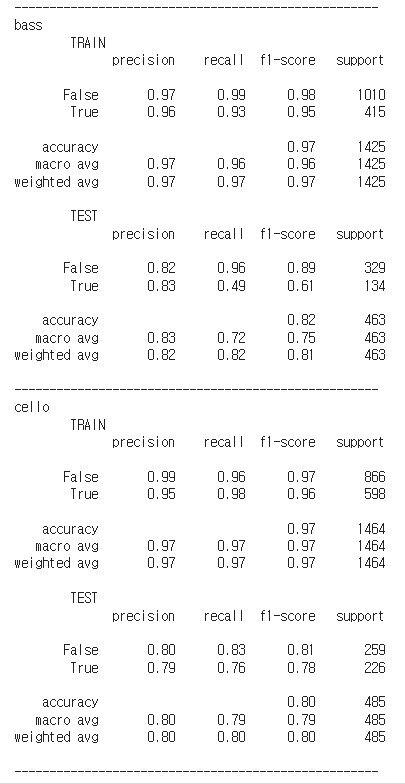 ----------------------------------------------------
bass
TRAIN
precision recall f1-score support
False 0.97 0.99 0.98 1010
True 0.96 0.93 0.95 415
accuracy 0.97 1425
macro avg 0.97 0.96 0.96 1425
weighted avg 0.97 0.97 0.97 1425
TEST
precision recall f1-score support
False 0.82 0.96 0.89 329
True 0.83 0.49 0.61 134
accuracy 0.82 463
macro avg 0.83 0.72 0.75 463
weighted avg 0.82 0.82 0.81 463
----------------------------------------------------
cello
TRAIN
precision recall f1-score support
False 0.99 0.96 0.97 866
True 0.95 0.98 0.96 598
accuracy 0.97 1464
macro avg 0.97 0.97 0.97 1464
weighted avg 0.97 0.97 0.97 1464
TEST
precision recall f1-score support
False 0.80 0.83 0.81 259
True 0.79 0.76 0.78 226
accuracy 0.80 485
macro avg 0.80 0.79 0.79 485
weighted avg 0.80 0.80 0.80 485
----------------------------------------------------